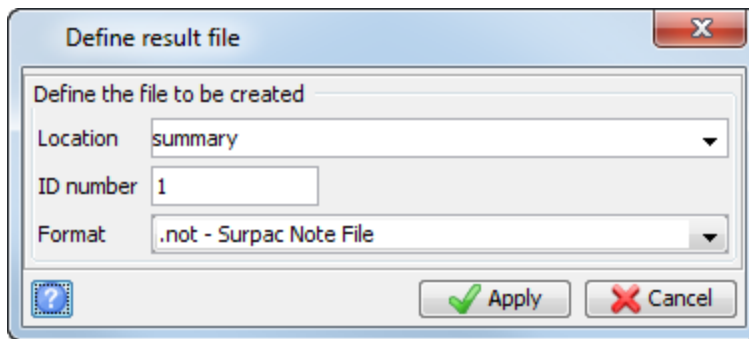 Define result file
Define the file to be created
Location summary
ID number 1
Format .not - Surpac Note File
? Apply Cancel